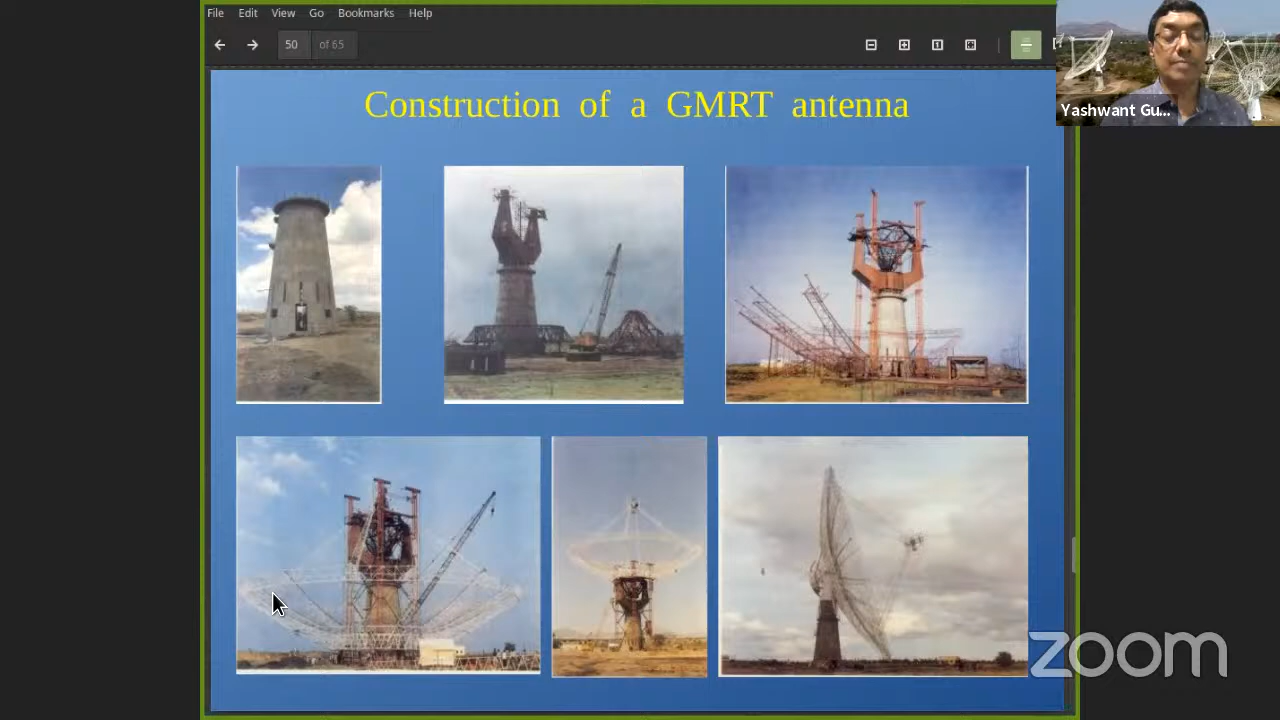 File Edit View Go Bookmarks Help
50 of 65
Construction of a GMRT antenna
Yashwant Gu...
zoom